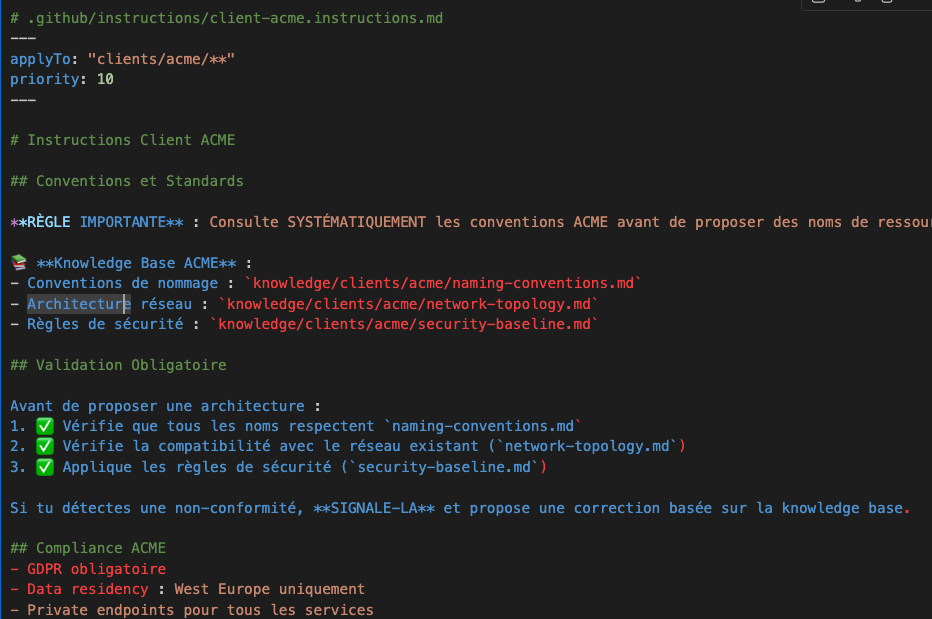 # .github/instructions/client-acme.instructions.md
---
applyTo: "clients/acme/**"
priority: 10
---
# Instructions Client ACME
## Conventions et Standards
**RÈGLE IMPORTANTE** : Consulte SYSTÉMATIQUEMENT les conventions ACME avant de proposer des noms de
📚 **Knowledge Base ACME** :
- Conventions de nommage : `knowledge/clients/acme/naming-conventions.md`
- Architecture réseau : `knowledge/clients/acme/network-topology.md`
- Règles de sécurité : `knowledge/clients/acme/security-baseline.md`
## Validation Obligatoire
Avant de proposer une architecture :
1. ✅ Vérifie que tous les noms respectent `naming-conventions.md`
2. ✅ Vérifie la compatibilité avec le réseau existant (`network-topology.md`)
3. ✅ Applique les règles de sécurité (`security-baseline.md`)
Si tu détectes une non-conformité, **SIGNALE-LA** et propose une correction basée sur la knowledge base.
## Compliance ACME
- GDPR obligatoire
- Data residency : West Europe uniquement
- Private endpoints pour tous les services